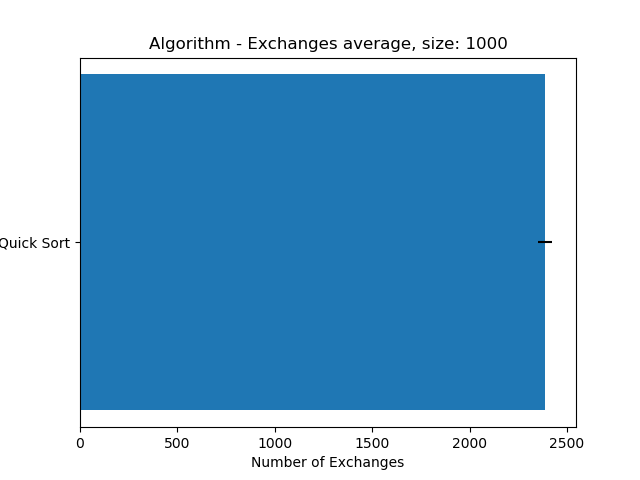 Algorithm - Exchanges average, size: 1000
Quick Sort
0 500 1000 1500 2000 2500
Number of Exchanges